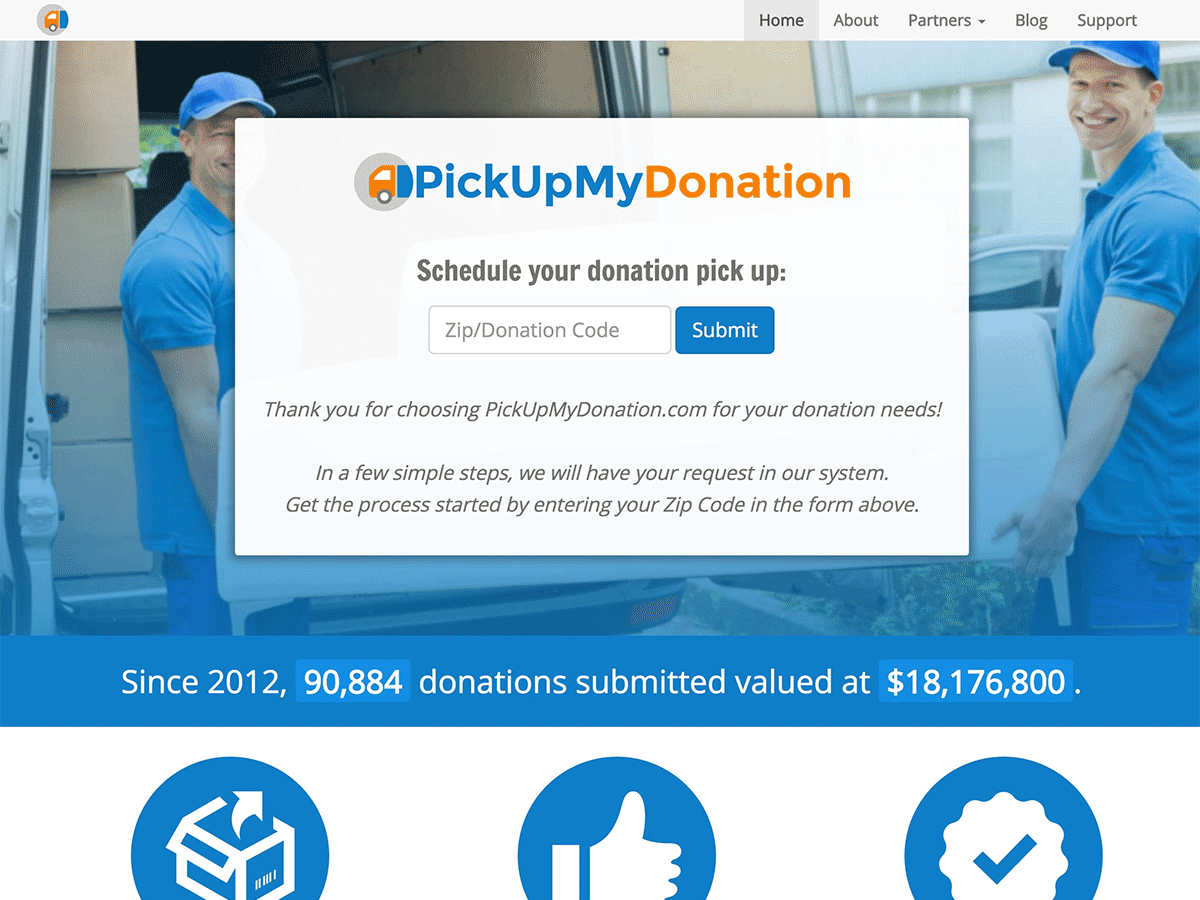 Home About Partners Blog Support
PickUpMyDonation
Schedule your donation pick up:
Zip/Donation Code Submit
Thank you for choosing PickUpMyDonation.com for your donation needs!
In a few simple steps, we will have your request in our system.
Get the process started by entering your Zip Code in the form above.
Since 2012, 90,884 donations submitted valued at $18,176,800.